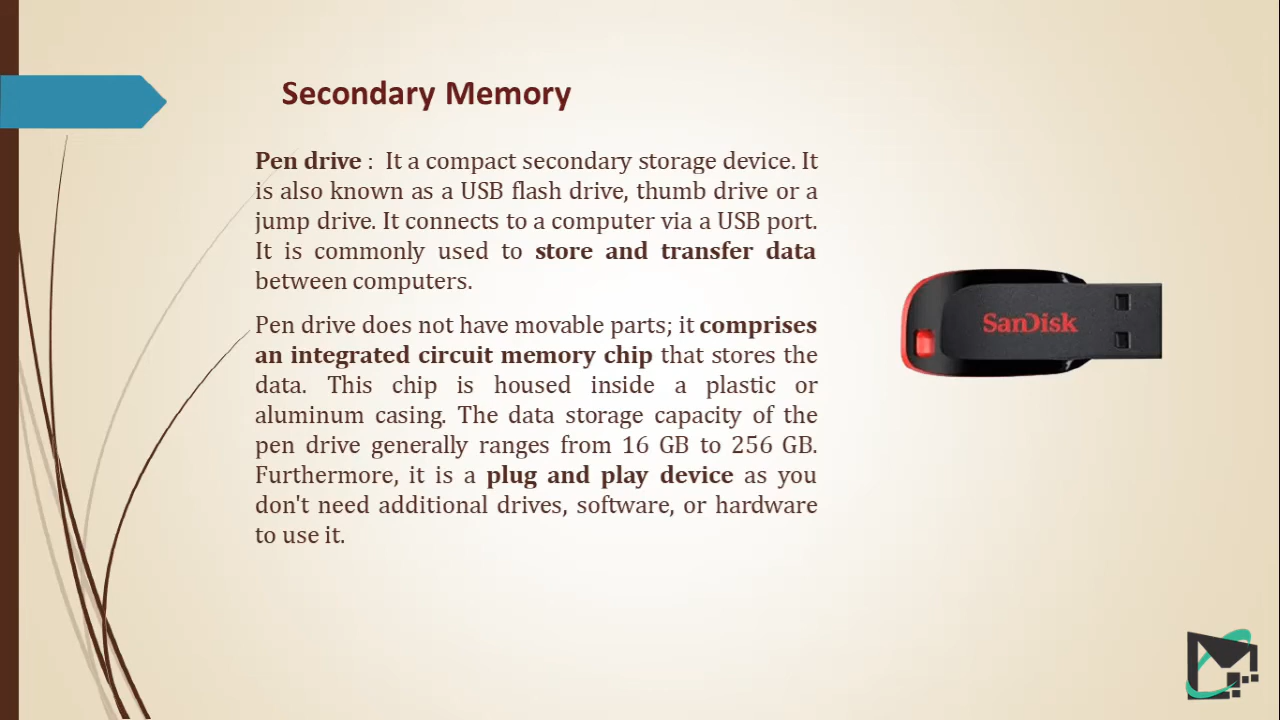 Secondary Memory
Pen drive :  It a compact secondary storage device. It
is also known as a USB flash drive, thumb drive or a
jump drive. It connects to a computer via a USB port.
It is commonly used to store and transfer data
between computers.
Pen drive does not have movable parts; it comprises
an integrated circuit memory chip that stores the
data. This chip is housed inside a plastic or
aluminum casing. The data storage capacity of the
pen drive generally ranges from 16 GB to 256 GB.
Furthermore, it is a plug and play device as you
don't need additional drives, software, or hardware
to use it.
SanDisk